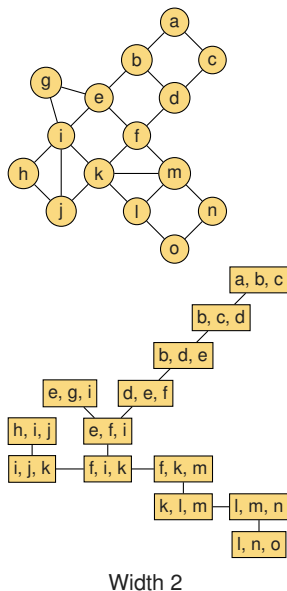 a
b
c
g
e
d
i
f
h
k
m
j
l
n
o
a, b, c
b, c, d
b, d, e
e, g, i
d, e, f
h, i, j
e, f, i
i, j, k
f, i, k
f, k, m
k, l, m
l, m, n
l, n, o
Width 2